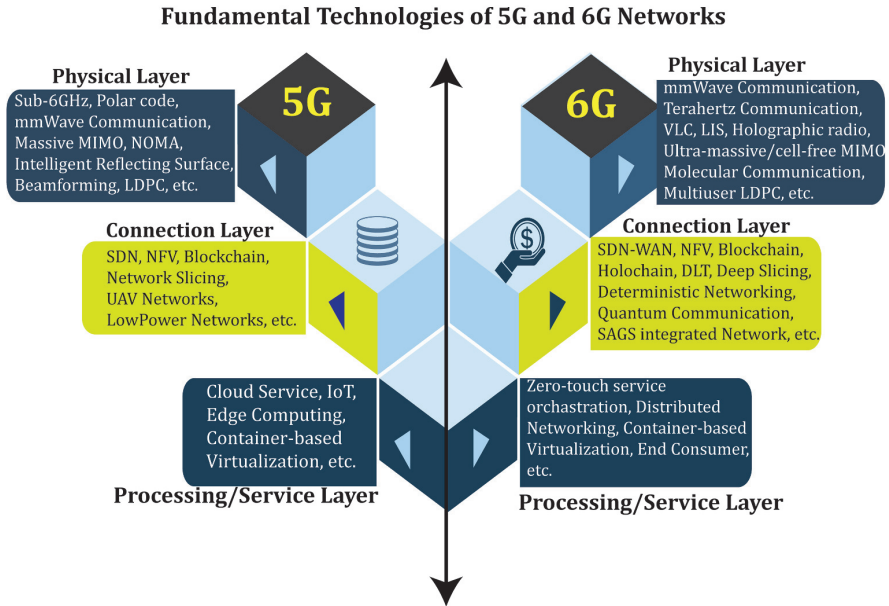 Fundamental Technologies of 5G and 6G Networks
Physical Layer
5G
Sub-6GHz, Polar code,
mmWave Communication,
Massive MIMO, NOMA,
Intelligent Reflecting Surface,
Beamforming, LDPC, etc.
Connection Layer
SDN, NFV, Blockchain,
Network Slicing,
UAV Networks,
LowPower Networks, etc.
Cloud Service, IoT,
Edge Computing,
Container-based
Virtualization, etc.
Processing/Service Layer
6G
Physical Layer
mmWave Communication,
Terahertz Communication,
VLC, LIS, Holographic radio,
Ultra-massive/cell-free MIMO
Molecular Communication,
Multiuser LDPC, etc.
$
Connection Layer
SDN-WAN, NFV, Blockchain,
Holochain, DLT, Deep Slicing,
Deterministic Networking,
Quantum Communication,
SAGS integrated Network, etc.
Zero-touch service
orchastration, Distributed
Networking, Container-based
Virtualization, End Consumer,
etc.
Processing/Service Layer